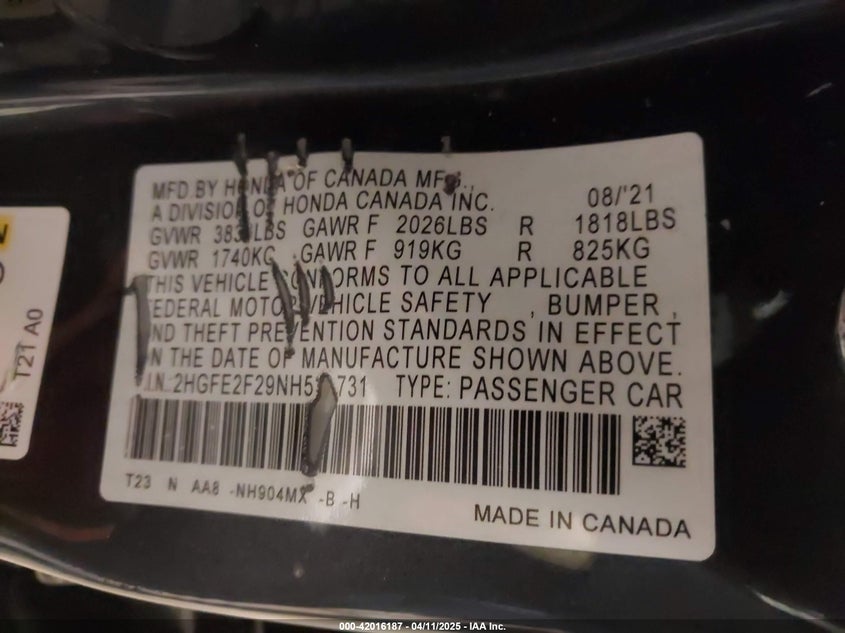 MFD.BY HONDA OF CANADA MFG.,
A DIVISION OF HONDA CANADA INC. 08/'21
GVWR GAWR F 2026LBS R 1818LBS
GVWR 1740KG GAWR F 919KG R 825KG
THIS VEHICLE CONFORMS TO ALL APPLICABLE
FEDERAL MOTOR VEHICLE SAFETY , BUMPER ,
AND THEFT PREVENTION STANDARDS IN EFFECT
ON THE DATE OF MANUFACTURE SHOWN ABOVE.
TYPE: PASSENGER CAR
T23 N AA8 -NH904MX -B -H
MADE IN CANADA
T21 A0
000-42016187 - 04/11/2025 - IAA Inc.